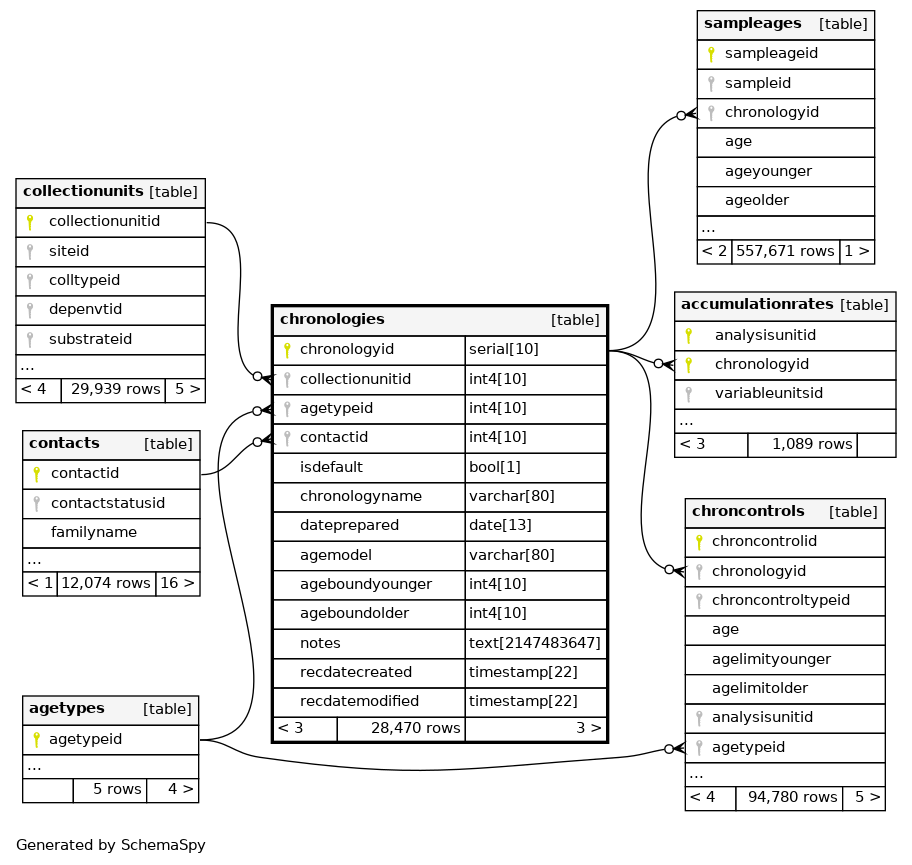 sampleages [table]
sampleageid
sampleid
chronologyid
age
ageyounger
ageolder
...
< 2 557,671 rows 1 >
collectionunits [table]
collectionunitid
siteid
colltypeid
depenvtid
substrateid
...
< 4 29,939 rows 5 >
accumulationrates [table]
analysisunitid
chronologyid
variableunitsid
...
< 3 1,089 rows
chronologies [table]
chronologyid serial[10]
collectionunitid int4[10]
agetypeid int4[10]
contactid int4[10]
isdefault bool[1]
chronologyname varchar[80]
dateprepared date[13]
agemodel varchar[80]
ageboundyounger int4[10]
ageboundolder int4[10]
notes text[2147483647]
recdatecreated timestamp[22]
recdatemodified timestamp[22]
< 3 28,470 rows 3 >
contacts [table]
contactid
contactstatusid
familyname
...
< 1 12,074 rows 16 >
chroncontrols [table]
chroncontrolid
chronologyid
chroncontroltypeid
age
agelimityounger
agelimitolder
analysisunitid
agetypeid
...
< 4 94,780 rows 5 >
agetypes [table]
agetypeid
...
5 rows 4 >
Generated by SchemaSpy